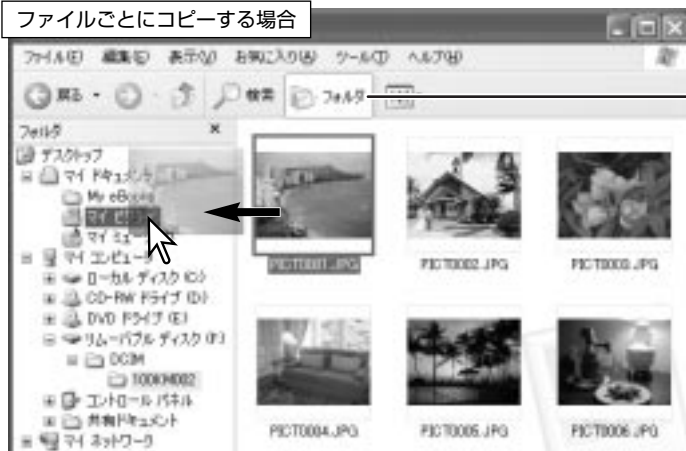 ファイルごとにコピーする場合
ファイル(F) 編集(E) 表示(V) お気に入り(A) ツール(T) ヘルプ(H)
戻る 検索 フォルダ
フォルダ ×
デスクトップ
マイ ドキュメント
My eBooks
マイ ピ
マイ ミュー
マイ コンピュータ
ローカル ディスク (C:)
CD-RW ドライブ (D:)
DVD ドライブ (E:)
リムーバブル ディスク (F:)
DCIM
100KM002
コントロール パネル
共有ドキュメント
マイ ネットワーク
PICT0001.JPG PICT0002.JPG PICT0003.JPG
PICT0004.JPG PICT0005.JPG PICT0006.JPG